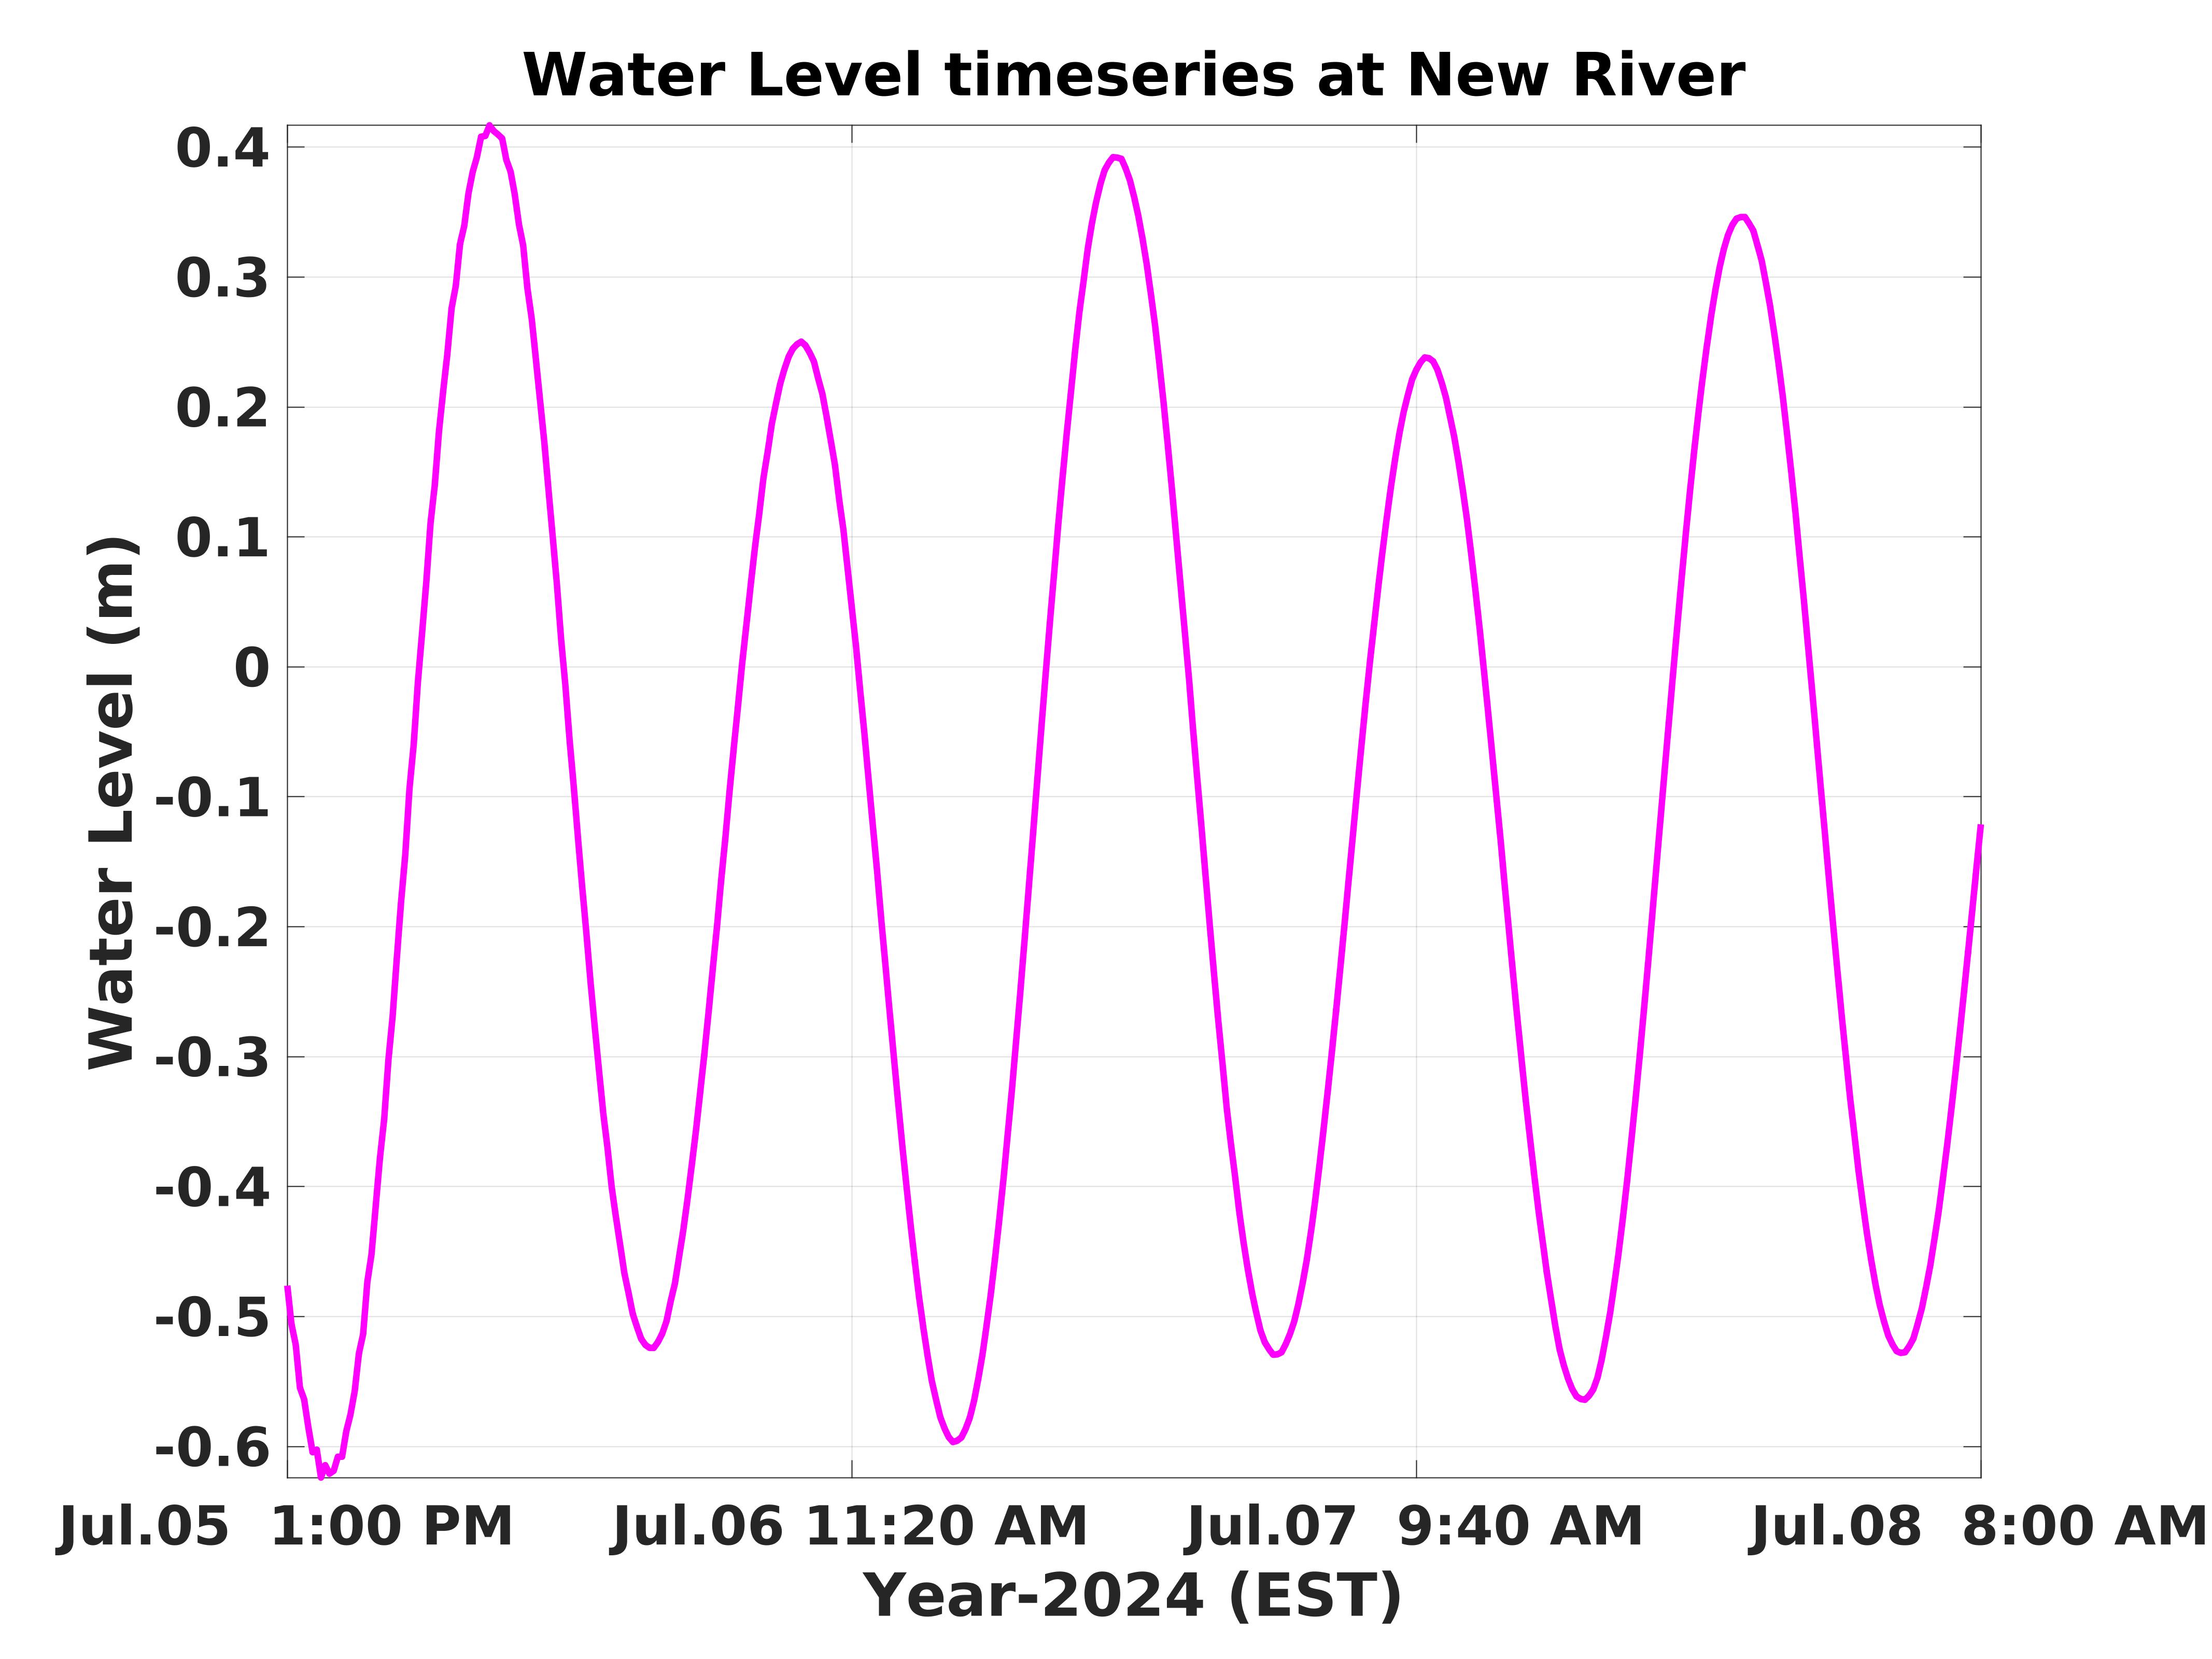 Water Level timeseries at New River
Water Level (m)
0.4
0.3
0.2
0.1
0
-0.1
-0.2
-0.3
-0.4
-0.5
-0.6
Jul.05 1:00 PM Jul.06 11:20 AM Jul.07 9:40 AM Jul.08 8:00 AM
Year-2024 (EST)